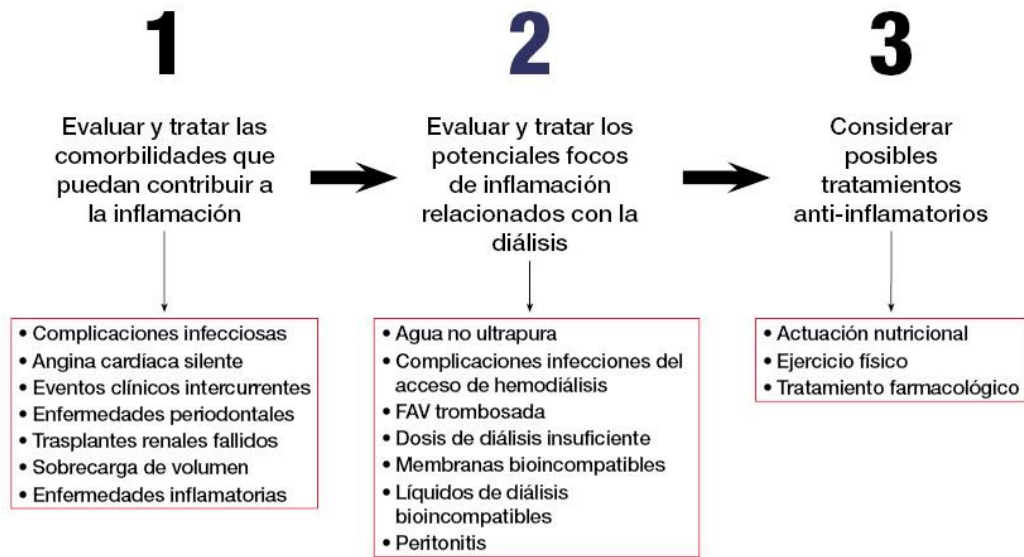 1
Evaluar y tratar las
comorbilidades que
puedan contribuir a
la inflamación
• Complicaciones infecciosas
• Angina cardíaca silente
• Eventos clínicos intercurrentes
• Enfermedades periodontales
• Trasplantes renales fallidos
• Sobrecarga de volumen
• Enfermedades inflamatorias
2
Evaluar y tratar los
potenciales focos
de inflamación
relacionados con la
diálisis
• Agua no ultrapura
• Complicaciones infecciones del
acceso de hemodiálisis
• FAV trombosada
• Dosis de diálisis insuficiente
• Membranas bioincompatibles
• Líquidos de diálisis
bioincompatibles
• Peritonitis
3
Considerar
posibles
tratamientos
anti-inflamatorios
• Actuación nutricional
• Ejercicio físico
• Tratamiento farmacológico